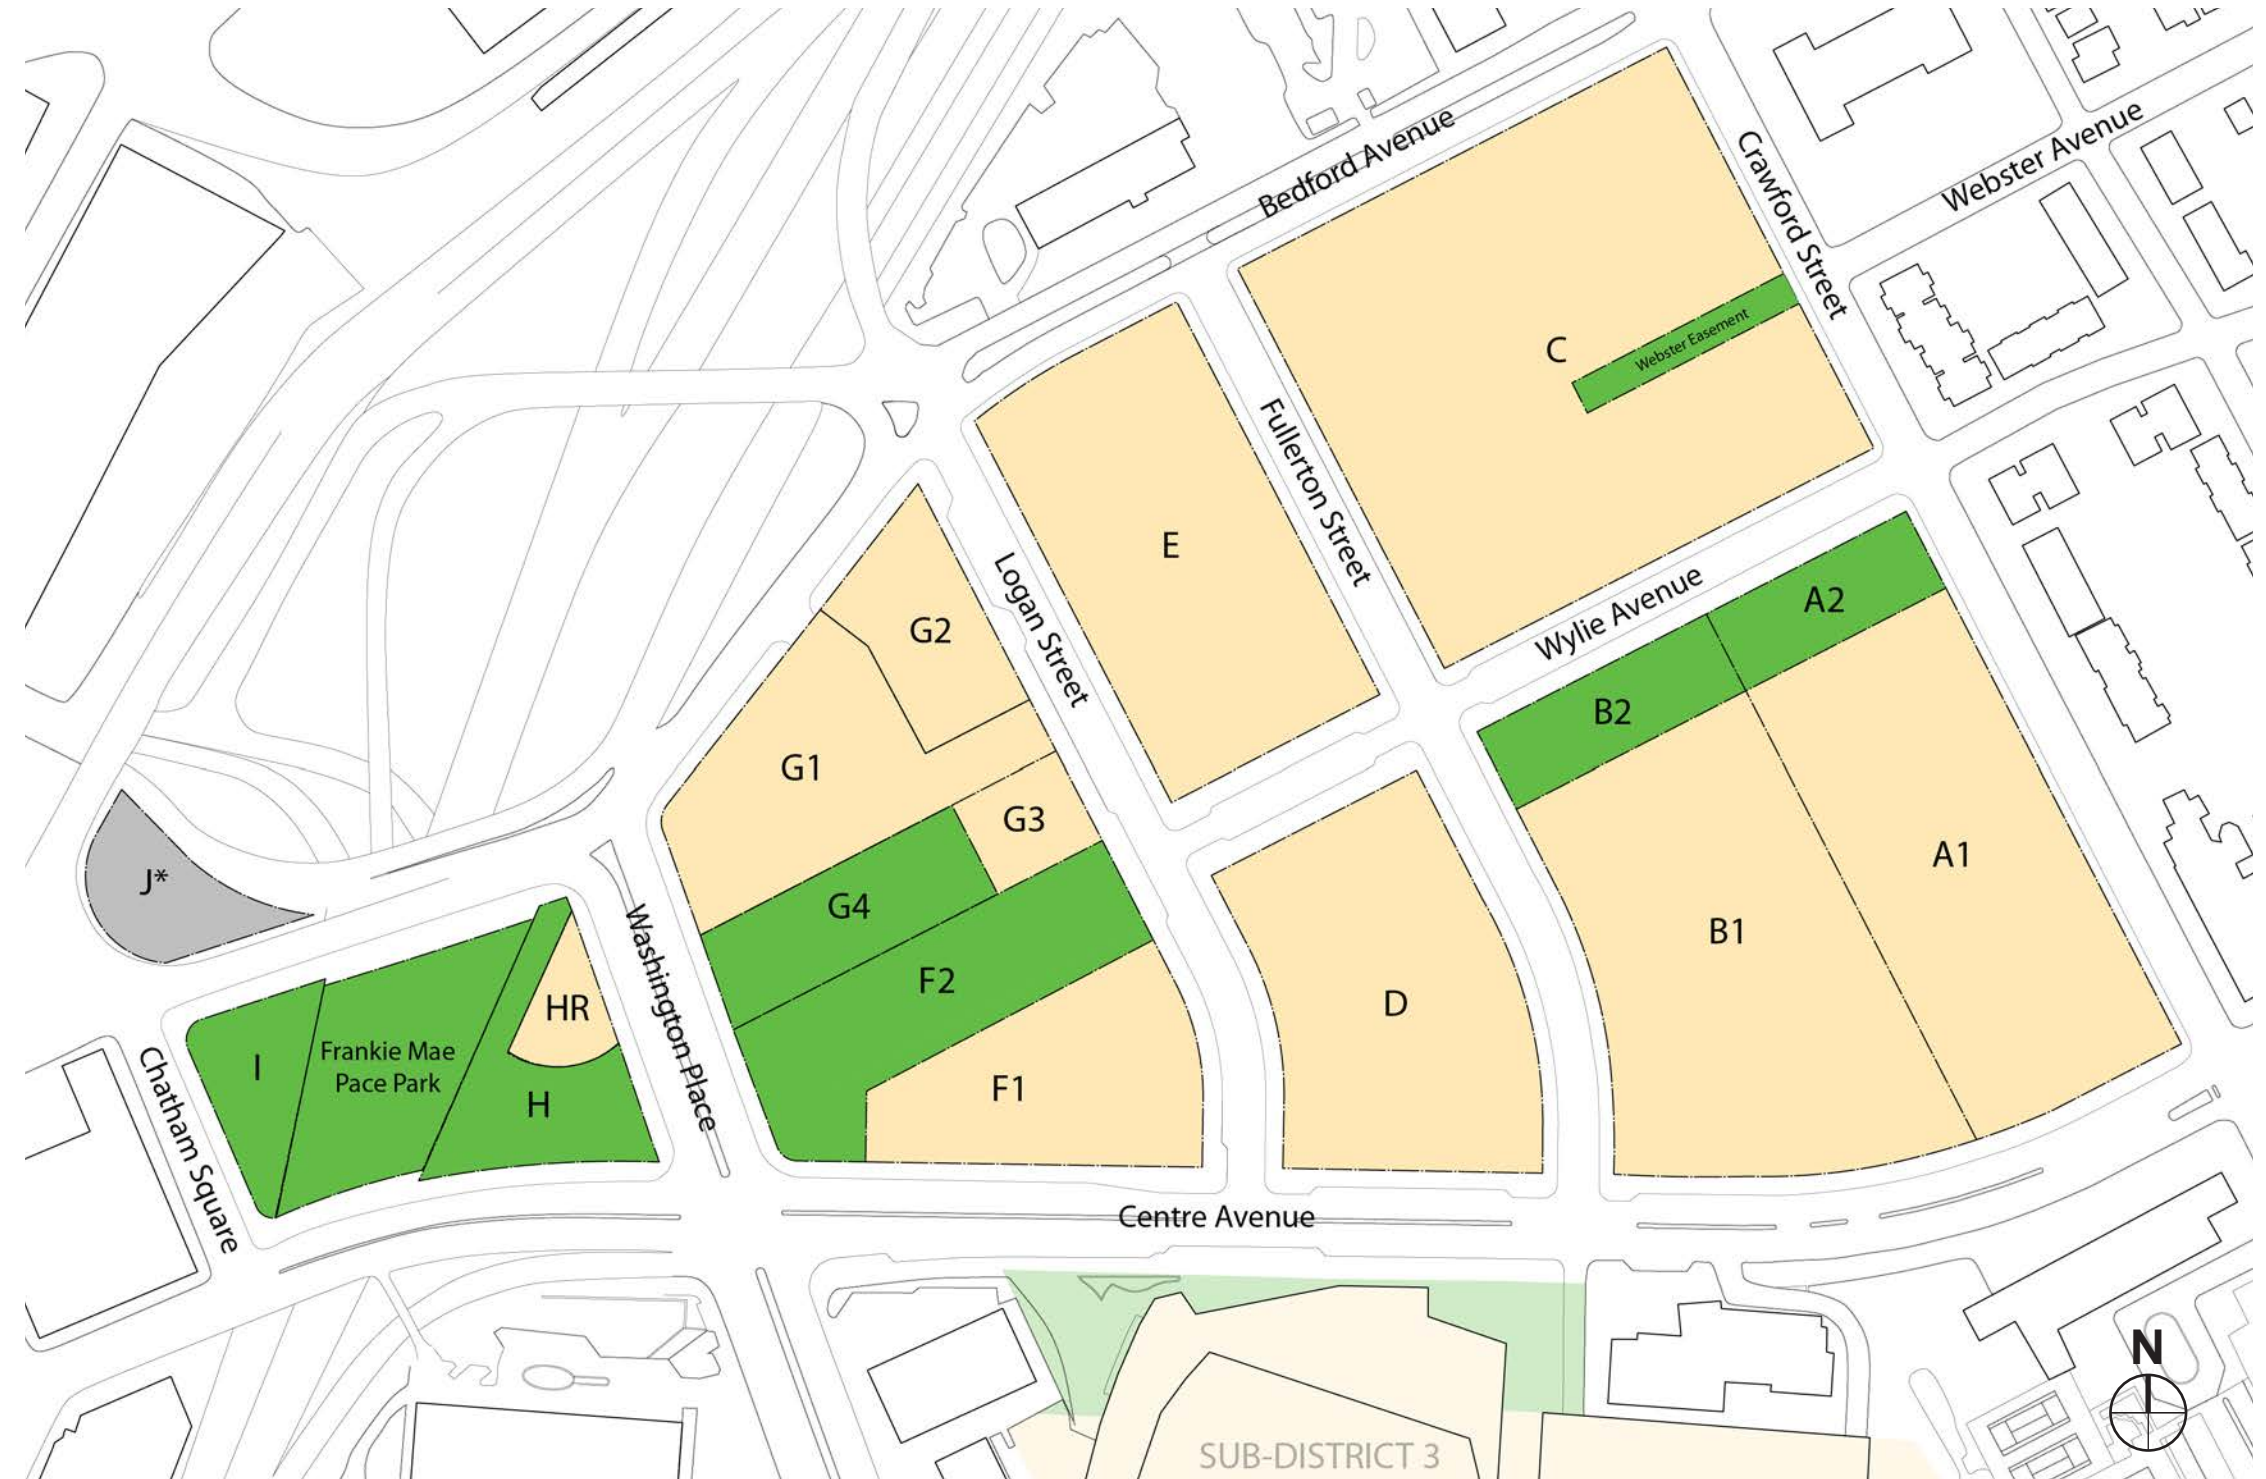 Bedford Avenue
Crawford Street
Webster Avenue
C
Webster Easement
Fullerton Street
E
Logan Street
Wylie Avenue
A2
B2
G2
G1
G3
A1
J*
G4
B1
Washington Place
F2
D
HR
I
Frankie Mae
Pace Park
H
F1
Chatham Square
Centre Avenue
N
SUB-DISTRICT 3